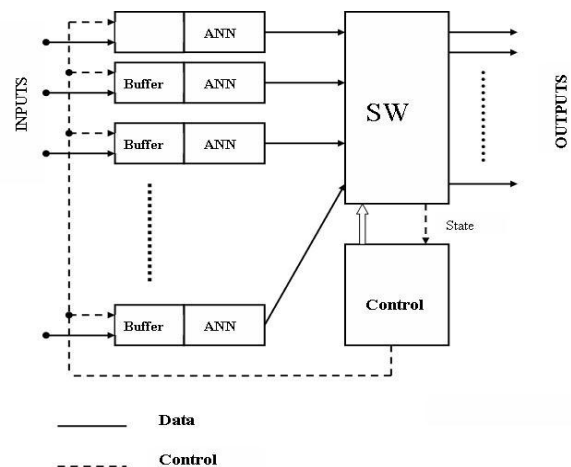 ANN
Buffer ANN
Buffer ANN
Buffer ANN
INPUTS
SW
OUTPUTS
State
Control
Data
Control